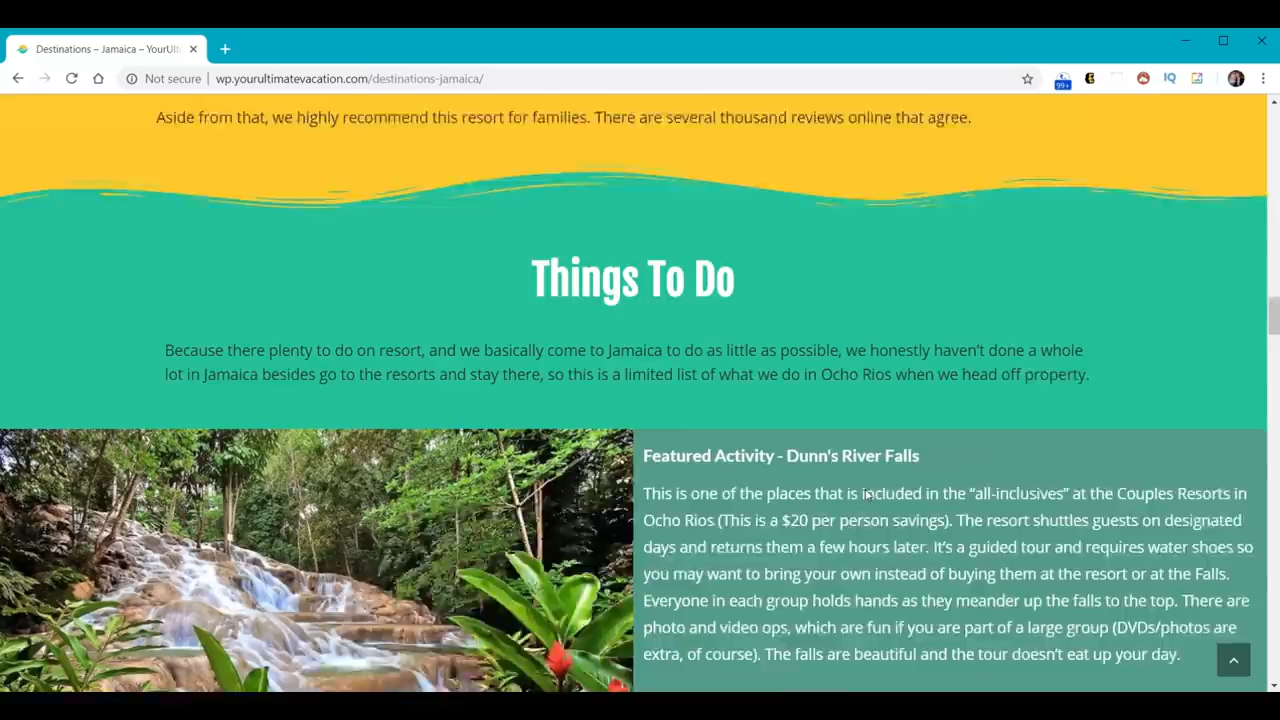 Destinations – Jamaica – YourUlt
Not secure
wp.yourultimatevacation.com/destinations-jamaica/
99+
IQ
Aside from that, we highly recommend this resort for families. There are several thousand reviews online that agree.
Things To Do
Because there plenty to do on resort, and we basically come to Jamaica to do as little as possible, we honestly haven't done a whole
lot in Jamaica besides go to the resorts and stay there, so this is a limited list of what we do in Ocho Rios when we head off property.
Featured Activity - Dunn's River Falls
This is one of the places that is included in the “all-inclusives” at the Couples Resorts in
Ocho Rios (This is a $20 per person savings). The resort shuttles guests on designated
days and returns them a few hours later. It's a guided tour and requires water shoes so
you may want to bring your own instead of buying them at the resort or at the Falls.
Everyone in each group holds hands as they meander up the falls to the top. There are
photo and video ops, which are fun if you are part of a large group (DVDs/photos are
extra, of course). The falls are beautiful and the tour doesn't eat up your day.